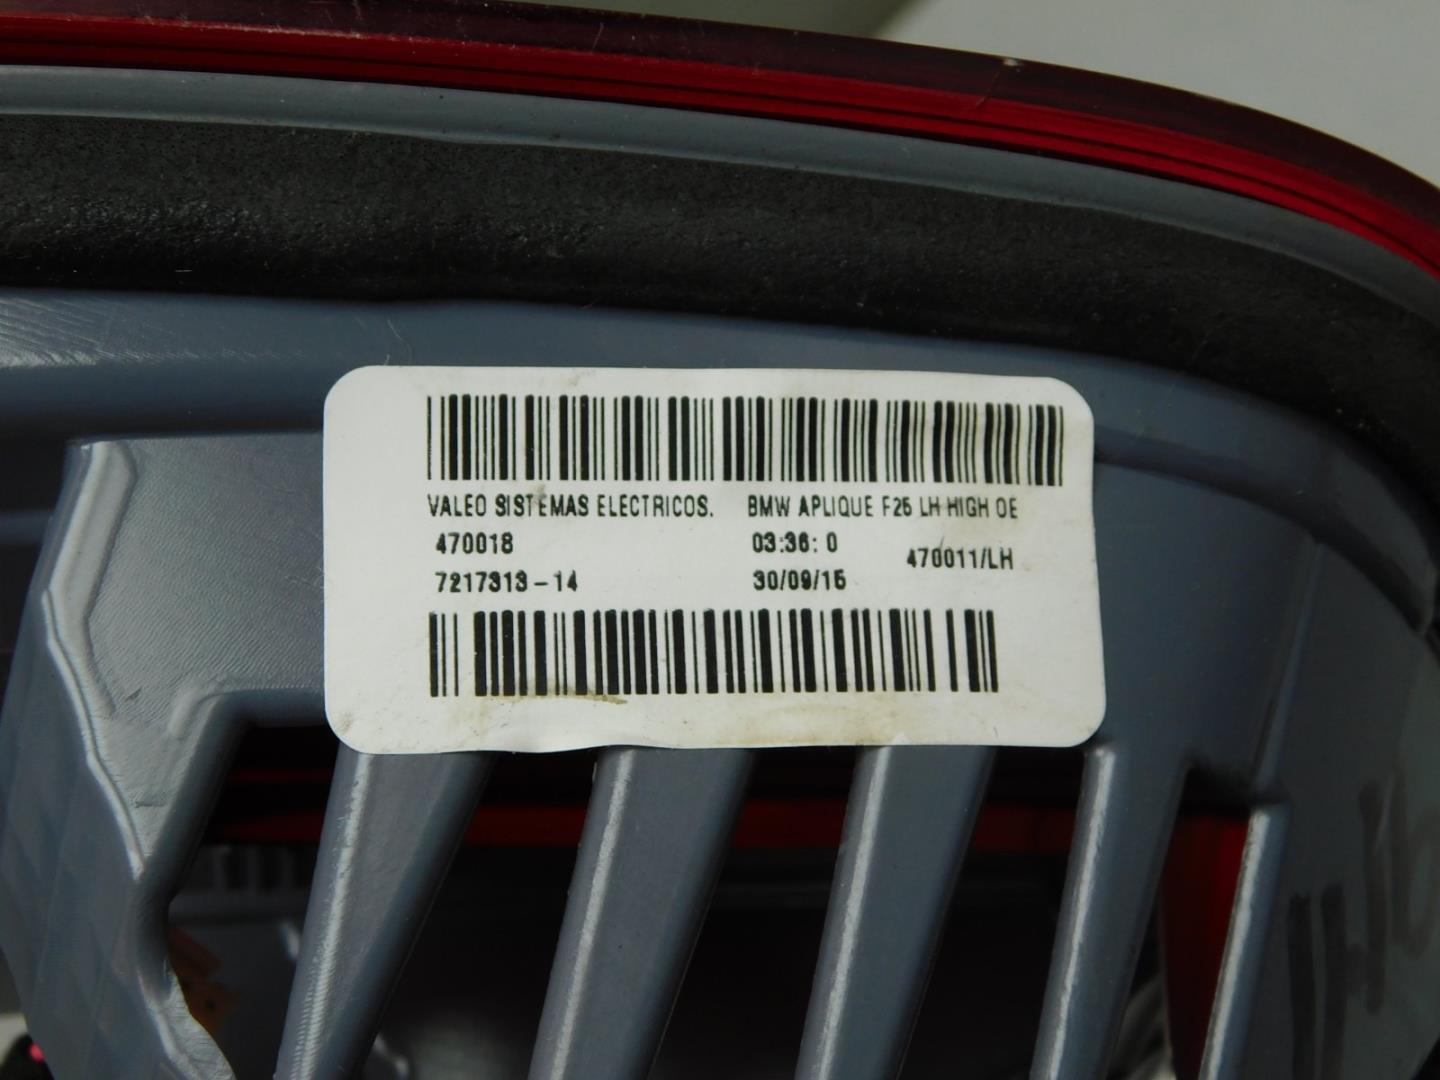 VALEO SISTEMAS ELECTRICOS. BMW APLIQUE F25 LH HIGH OE
470018 03:36: 0 470011/LH
7217313-14 30/09/15